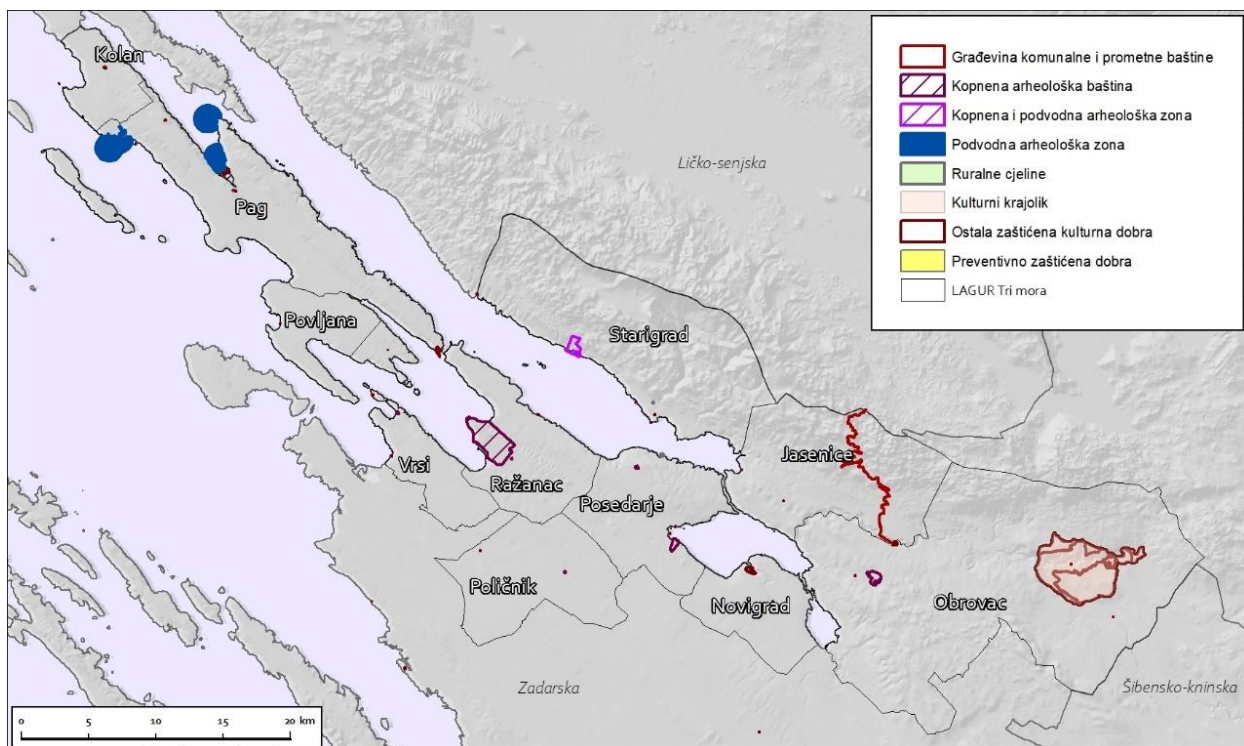 Kolan
Pag
Povljana
Vrsi
Ražanac
Posedarje
Poličnik
Novigrad
Starigrad
Jasenice
Obrovac
Ličko-senjska
Zadarska
Šibensko-kninska
Građevina komunalne i prometne baštine
Kopnena arheološka baština
Kopnena i podvodna arheološka zona
Podvodna arheološka zona
Ruralne cjeline
Kulturni krajolik
Ostala zaštićena kulturna dobra
Preventivno zaštićena dobra
LAGUR Tri mora
0 5 10 15 20 km